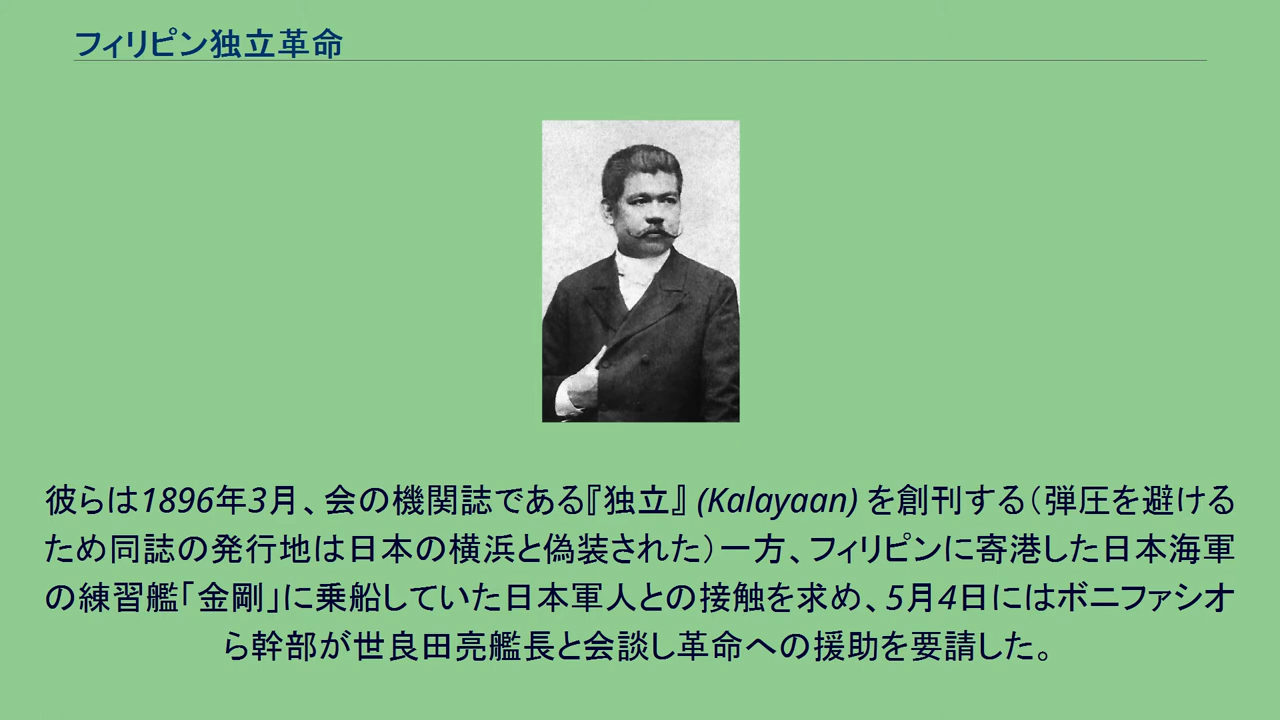 フィリピン独立革命
彼らは1896年3月、会の機関誌である『独立』 (Kalayaan) を創刊する（弾圧を避ける
ため同誌の発行地は日本の横浜と偽装された）一方、フィリピンに寄港した日本海軍
の練習艦「金剛」に乗船していた日本軍人との接触を求め、5月4日にはボニファシオ
ら幹部が世良田亮艦長と会談し革命への援助を要請した。